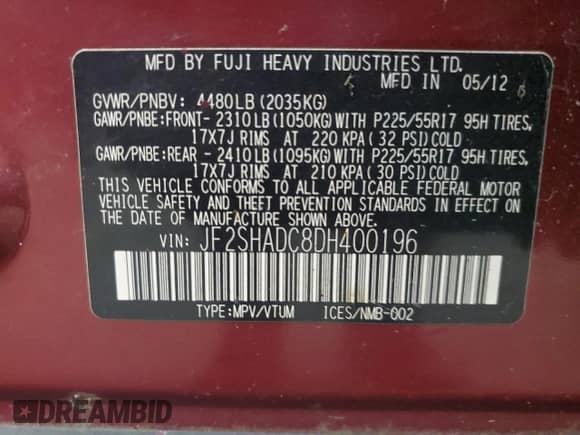 MFD BY FUJI HEAVY INDUSTRIES LTD.
MFD IN 05/12
GVWR/PNBV: 4480LB (2035KG)
GAWR/PNBE:FRONT- 2310LB (1050KG) WITH P225/55R17 95H TIRES,
17X7J RIMS AT 220 KPA ( 32 PSI) COLD
GAWR/PNBE:REAR - 2410LB (1095KG) WITH P225/55R17 95H TIRES,
17X7J RIMS AT 210 KPA ( 30 PSI) COLD
THIS VEHICLE CONFORMS TO ALL APPLICABLE FEDERAL MOTOR
VEHICLE SAFETY AND THEFT PREVENTION STANDARDS IN EFFECT ON
THE DATE OF MANUFACTURE SHOWN ABOVE.
VIN: JF2SHADC8DH400196
TYPE:MPV/VTUM ICES/NMB-002
DREAMBID